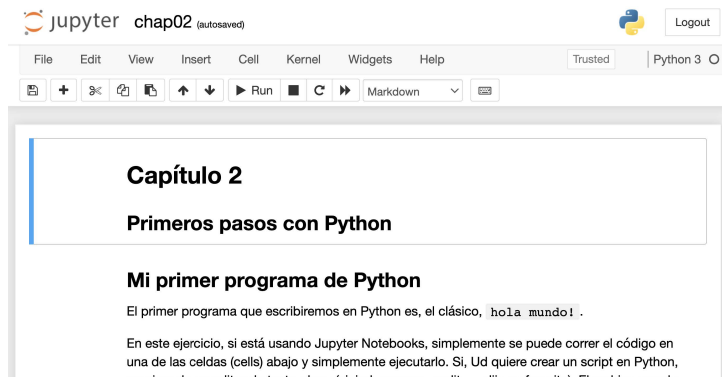 jupyter chap02 (autosaved) Logout
File Edit View Insert Cell Kernel Widgets Help Trusted Python 3
Run Markdown
Capítulo 2
Primeros pasos con Python
Mi primer programa de Python
El primer programa que escribiremos en Python es, el clásico, hola mundo! .
En este ejercicio, si está usando Jupyter Notebooks, simplemente se puede correr el código en
una de las celdas (cells) abajo y simplemente ejecutarlo. Si, Ud quiere crear un script en Python,